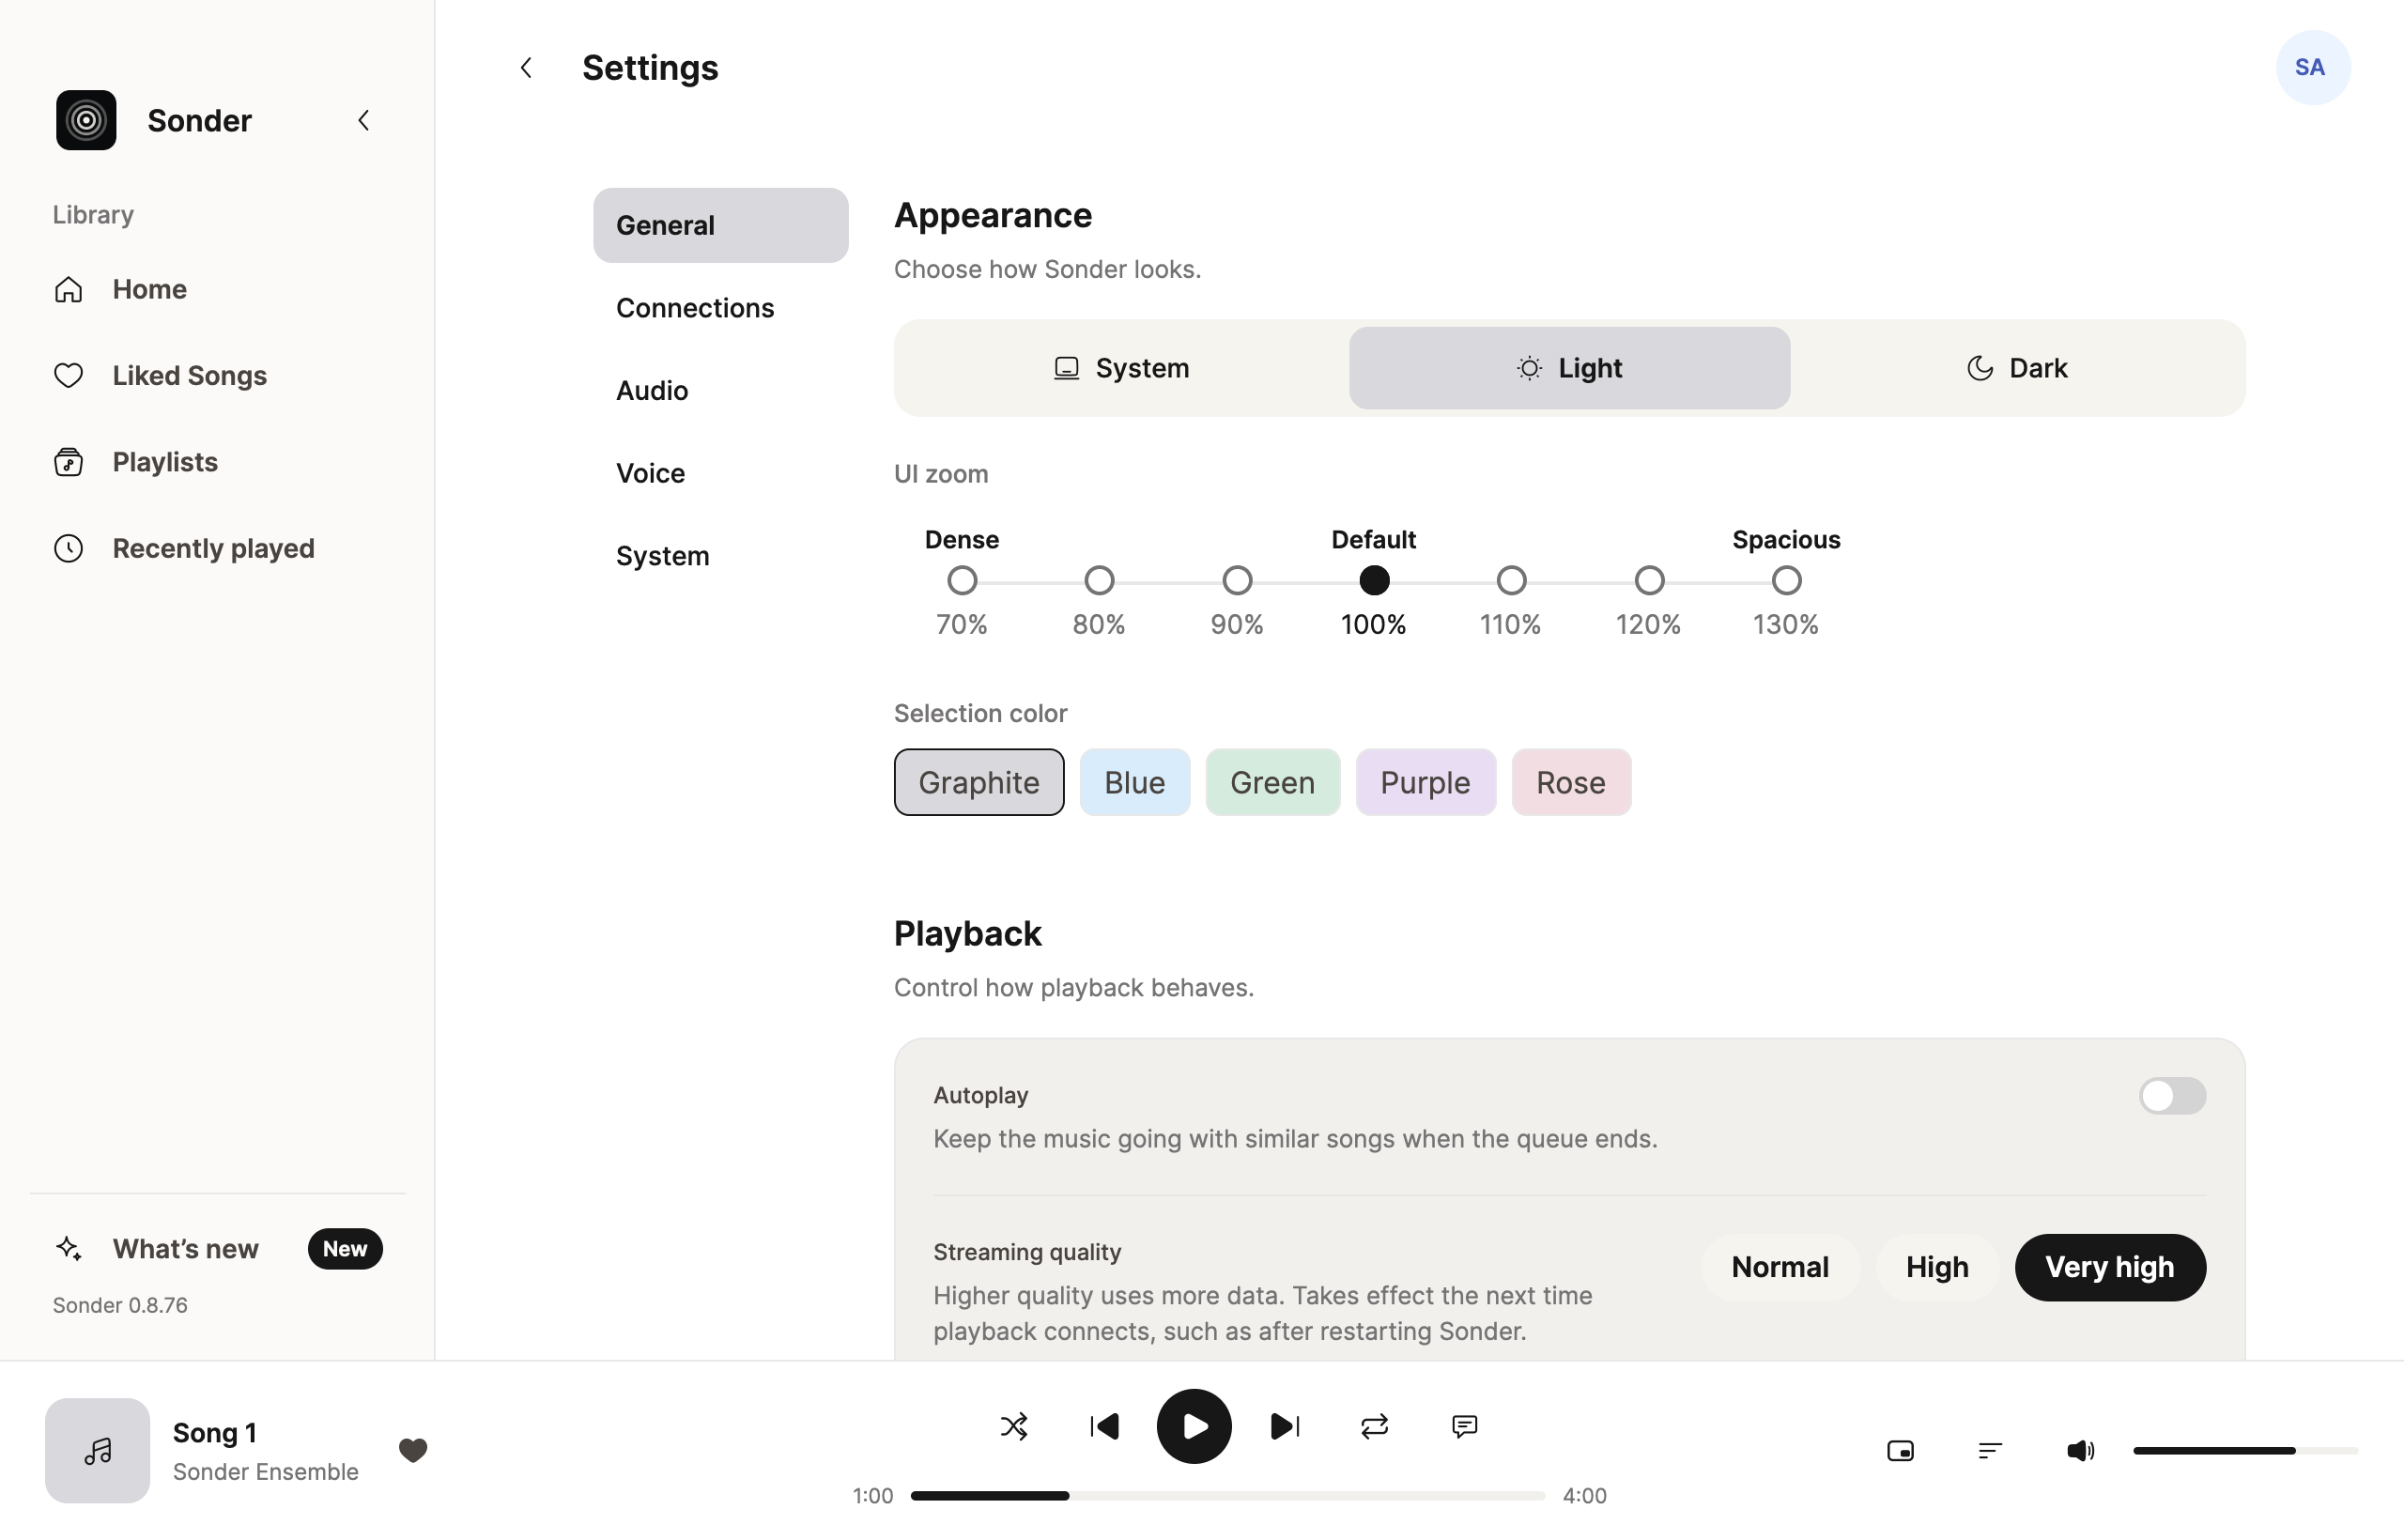 Sonder
Library
Home
Liked Songs
Playlists
Recently played
What’s new
New
Sonder 0.8.76
Settings
SA
General
Connections
Audio
Voice
System
Appearance
Choose how Sonder looks.
System
Light
Dark
UI zoom
Dense
Default
Spacious
70%
80%
90%
100%
110%
120%
130%
Selection color
Graphite
Blue
Green
Purple
Rose
Playback
Control how playback behaves.
Autoplay
Keep the music going with similar songs when the queue ends.
Streaming quality
Higher quality uses more data. Takes effect the next time
playback connects, such as after restarting Sonder.
Normal
High
Very high
Song 1
Sonder Ensemble
1:00
4:00